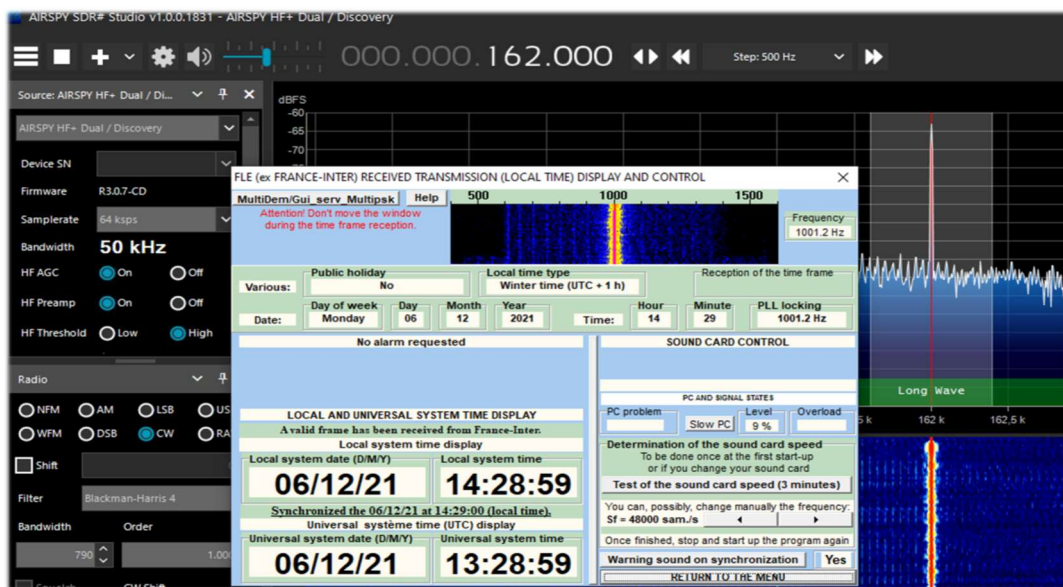 AIRSPY SDR# Studio v1.0.0.1831 - AIRSPY HF+ Dual / Discovery
000.000.162.000
Step: 500 Hz
Source: AIRSPY HF+ Dual / Di...
AIRSPY HF+ Dual / Discovery
Device SN
Firmware R3.0.7-CD
Samplerate 64 ksps
Bandwidth 50 kHz
HF AGC On Off
HF Preamp On Off
HF Threshold Low High
Radio
NFM AM LSB US
WFM DSB CW RA
Shift
Filter Blackman-Harris 4
Bandwidth Order
790 1.00
CW Shift
dBFS
-60
-65
-70
FLE (ex FRANCE-INTER) RECEIVED TRANSMISSION (LOCAL TIME) DISPLAY AND CONTROL
MultiDem/Gui_serv_Multipsk Help
500 1000 1500
Attention! Don't move the window
during the time frame reception.
Frequency
1001.2 Hz
Various:
Public holiday
No
Local time type
Winter time (UTC + 1 h)
Reception of the time frame
Date:
Day of week Day Month Year
Monday 06 12 2021
Time:
Hour Minute PLL locking
14 29 1001.2 Hz
No alarm requested
LOCAL AND UNIVERSAL SYSTEM TIME DISPLAY
A valid frame has been received from France-Inter.
Local system time display
Local system date (D/M/Y) Local system time
06/12/21 14:28:59
Synchronized the 06/12/21 at 14:29:00 (local time).
Universal système time (UTC) display
Universal system date (D/M/Y) Universal system time
06/12/21 13:28:59
SOUND CARD CONTROL
PC AND SIGNAL STATES
PC problem Slow PC Level Overload
9 %
Determination of the sound card speed
To be done once at the first start-up
or if you change your sound card
Test of the sound card speed (3 minutes)
You can, possibly, change manually the frequency:
Sf = 48000 sam./s
Once finished, stop and start up the program again
Warning sound on synchronization Yes
RETURN TO THE MENU
Long Wave
5 k 162 k 162,5 k